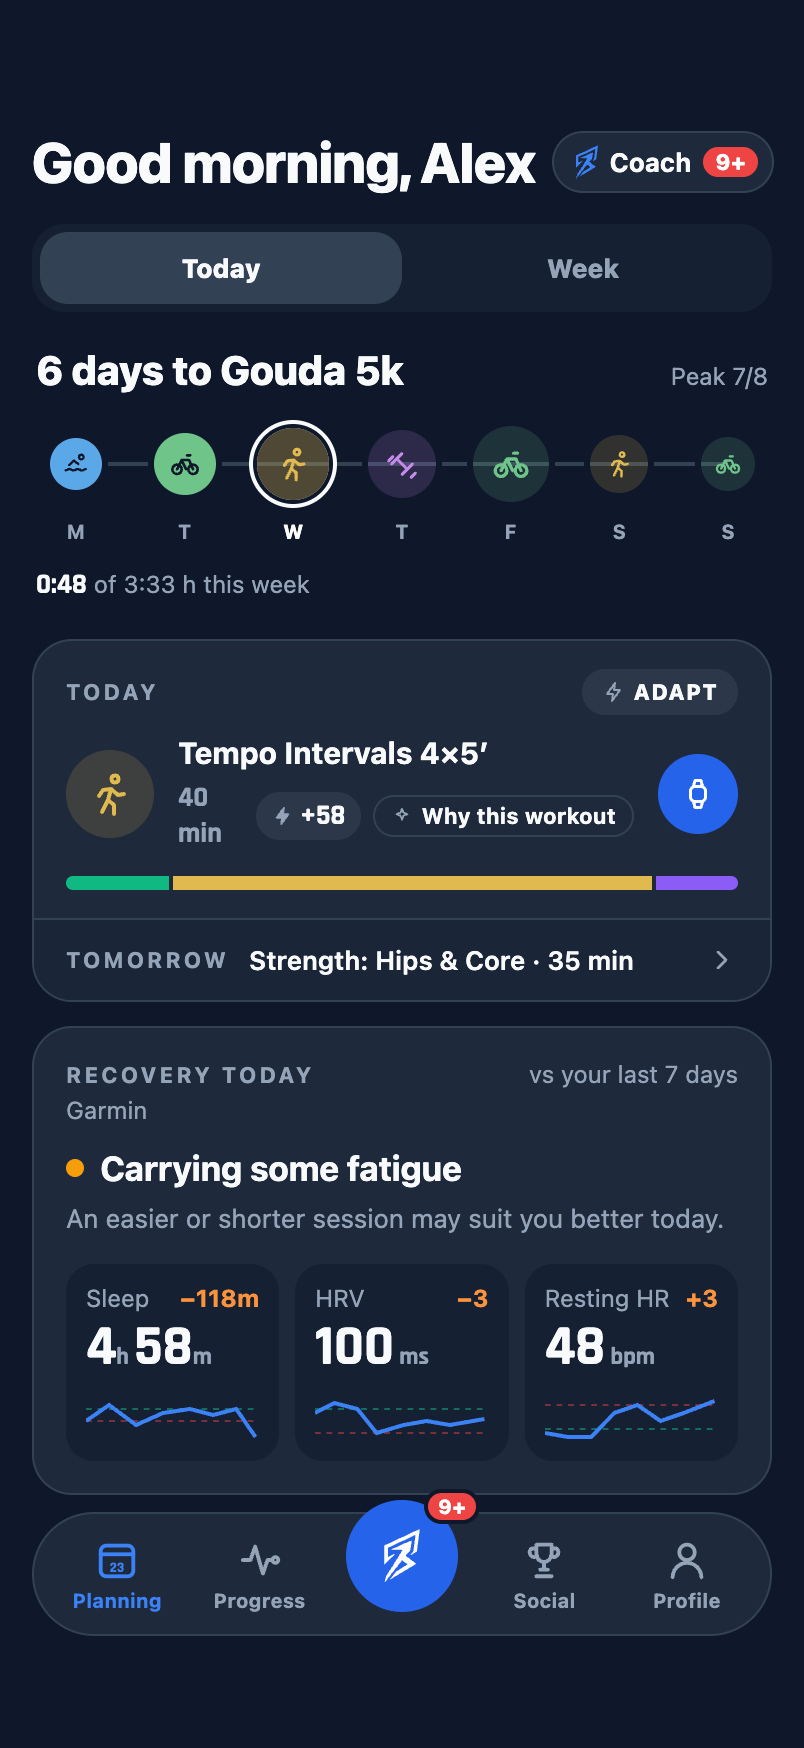 Good morning, Alex
Coach 9+
Today Week
6 days to Gouda 5k Peak 7/8
M T W T F S S
0:48 of 3:33 h this week
TODAY ADAPT
Tempo Intervals 4×5′
40 min +58 Why this workout
TOMORROW Strength: Hips & Core · 35 min
RECOVERY TODAY vs your last 7 days
Garmin
Carrying some fatigue
An easier or shorter session may suit you better today.
Sleep −118m HRV −3 Resting HR +3
4h 58m 100 ms 48 bpm
9+
23
Planning Progress Social Profile